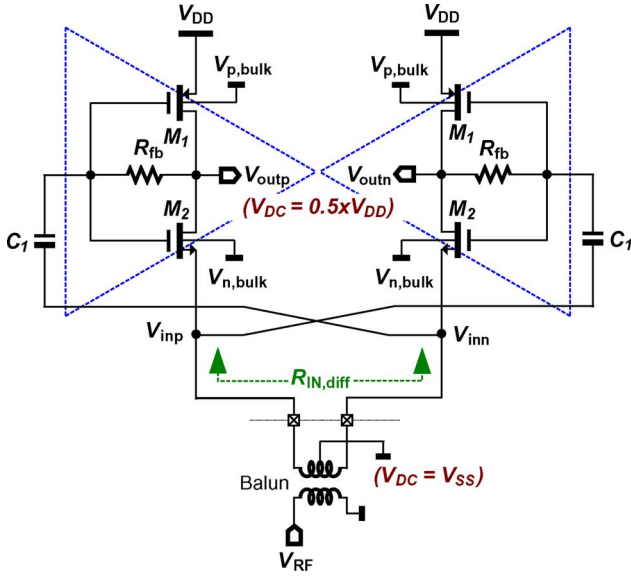 VDD VDD
Vp,bulk Vp,bulk
M1 M1
Rfb Rfb
Voutp Voutn
(VDC = 0.5xVDD)
M2 M2
C1 C1
Vn,bulk Vn,bulk
Vinp Vinn
RIN,diff
Balun
(VDC = VSS)
VRF